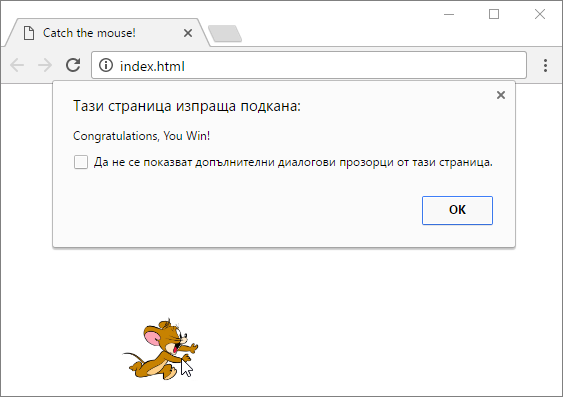 Catch the mouse!
index.html
Тази страница изпраща подкана:
Congratulations, You Win!
Да не се показват допълнителни диалогови прозорци от тази страница.
OK